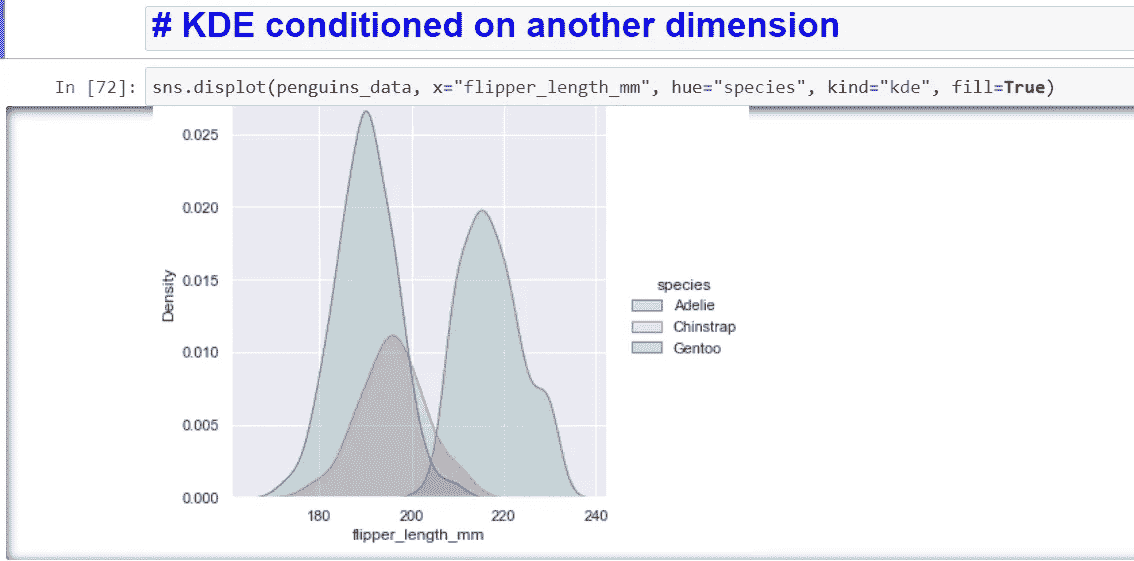 # KDE conditioned on another dimension
In [72]: sns.displot(penguins_data, x="flipper_length_mm", hue="species", kind="kde", fill=True)
0.025
0.020
0.015
0.010
0.005
0.000
Density
180 200 220 240
flipper_length_mm
species
Adelie
Chinstrap
Gentoo